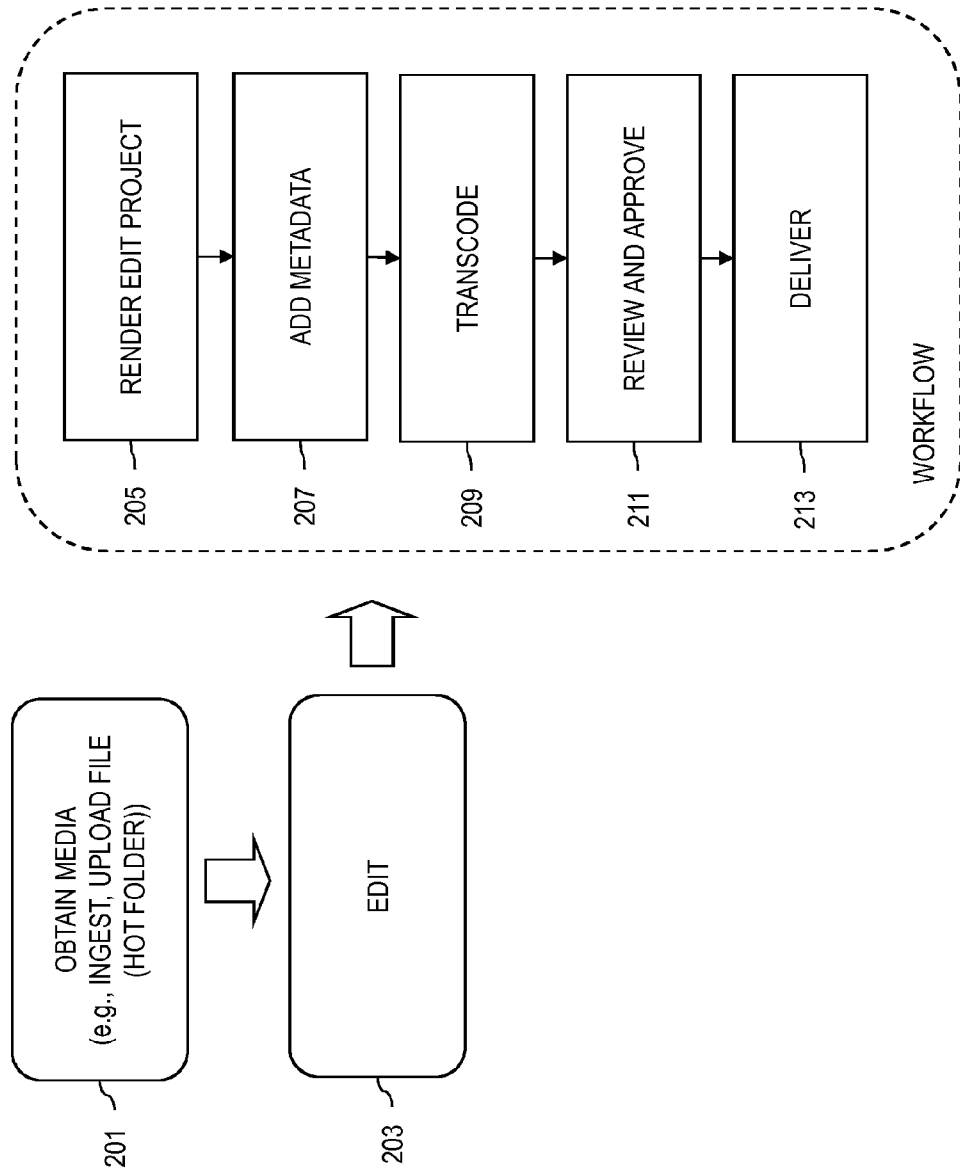 201
OBTAIN MEDIA
(e.g., INGEST, UPLOAD FILE
(HOT FOLDER))
203
EDIT
205
RENDER EDIT PROJECT
207
ADD METADATA
209
TRANSCODE
211
REVIEW AND APPROVE
213
DELIVER
WORKFLOW